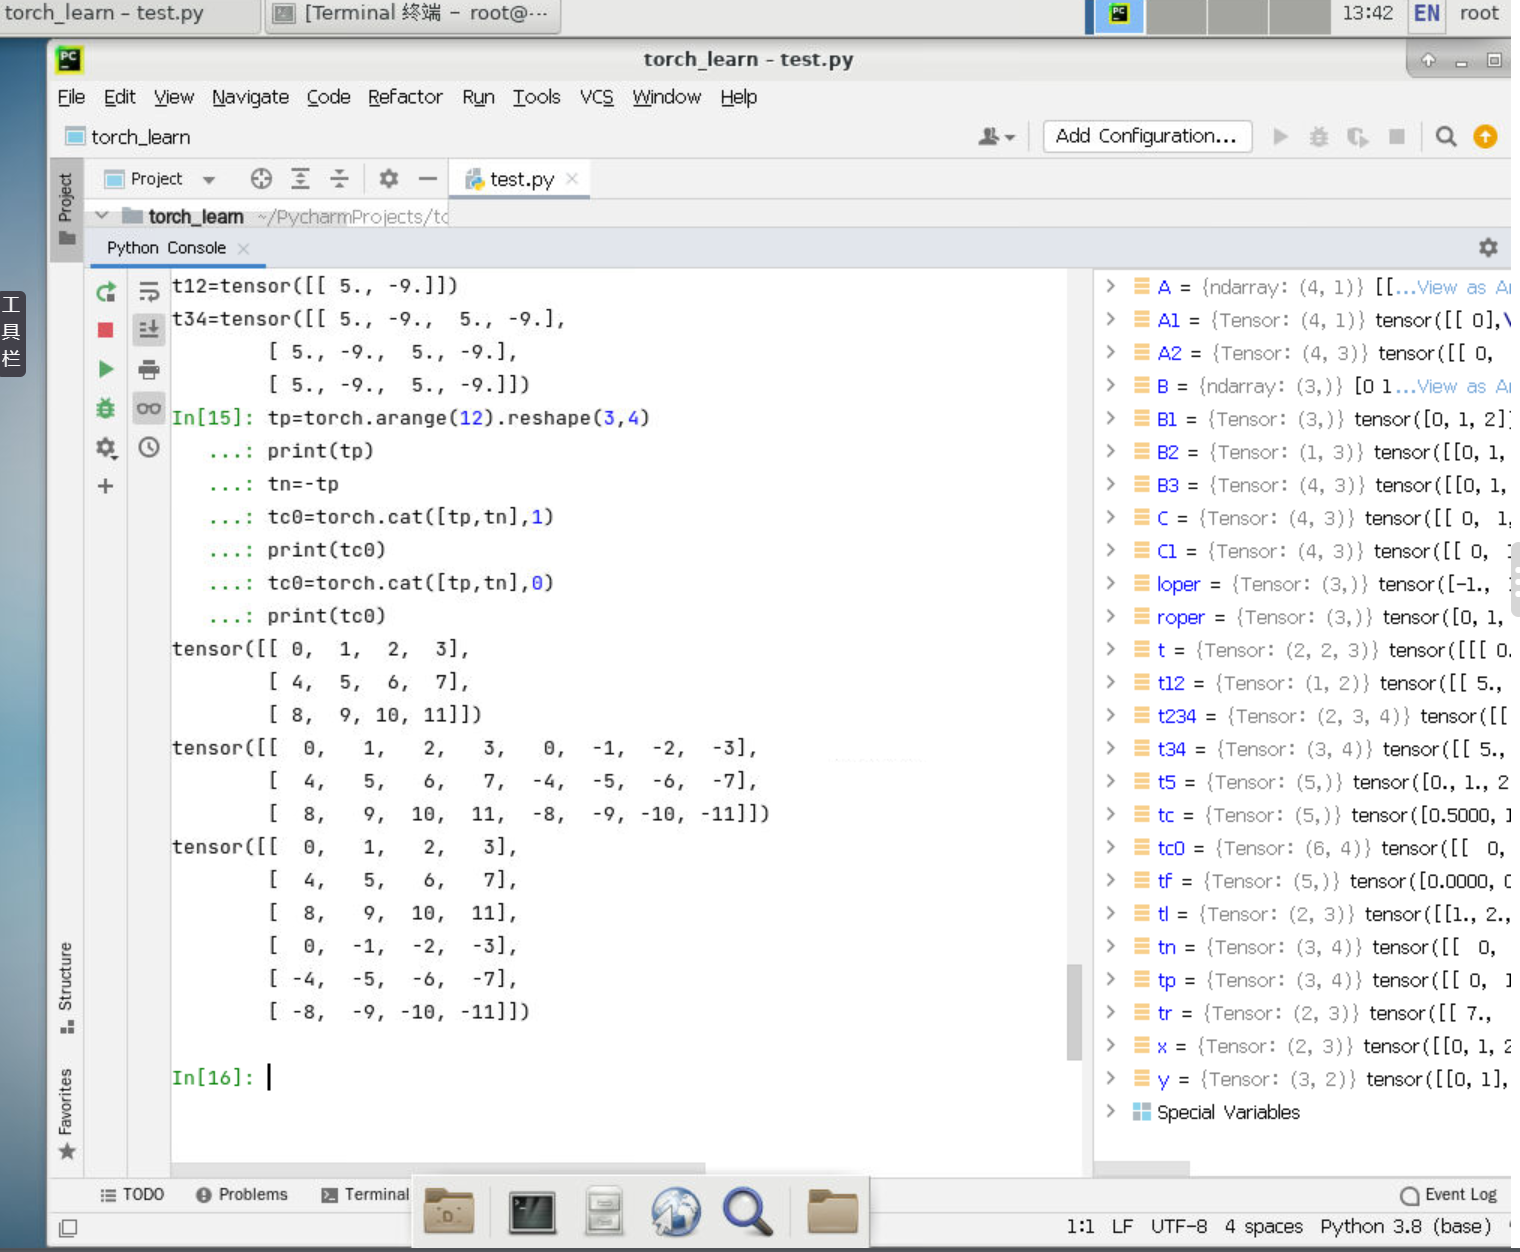 torch_learn – test.py
[Terminal 终端 – root@···
13:42
EN
root
torch_learn – test.py
File Edit View Navigate Code Refactor Run Tools VCS Window Help
torch_learn
Add Configuration...
Project
Project
test.py
torch_learn ~/PycharmProjects/to
Python Console
工具栏
t12=tensor([[ 5., -9.]])
t34=tensor([[ 5., -9.,  5., -9.],
        [ 5., -9.,  5., -9.],
        [ 5., -9.,  5., -9.]])
In[15]: tp=torch.arange(12).reshape(3,4)
   ...: print(tp)
   ...: tn=-tp
   ...: tc0=torch.cat([tp,tn],1)
   ...: print(tc0)
   ...: tc0=torch.cat([tp,tn],0)
   ...: print(tc0)
tensor([[ 0,  1,  2,  3],
        [ 4,  5,  6,  7],
        [ 8,  9, 10, 11]])
tensor([[  0,   1,   2,   3,   0,  -1,  -2,  -3],
        [  4,   5,   6,   7,  -4,  -5,  -6,  -7],
        [  8,   9,  10,  11,  -8,  -9, -10, -11]])
tensor([[  0,   1,   2,   3],
        [  4,   5,   6,   7],
        [  8,   9,  10,  11],
        [  0,  -1,  -2,  -3],
        [ -4,  -5,  -6,  -7],
        [ -8,  -9, -10, -11]])
In[16]:
A = {ndarray: (4, 1)} [[...View as Ar
A1 = {Tensor: (4, 1)} tensor([[ 0],\
A2 = {Tensor: (4, 3)} tensor([[ 0,
B = {ndarray: (3,)} [0 1...View as Ar
B1 = {Tensor: (3,)} tensor([0, 1, 2])
B2 = {Tensor: (1, 3)} tensor([[0, 1,
B3 = {Tensor: (4, 3)} tensor([[0, 1,
C = {Tensor: (4, 3)} tensor([[ 0,  1,
C1 = {Tensor: (4, 3)} tensor([[ 0,
loper = {Tensor: (3,)} tensor([-1.,
roper = {Tensor: (3,)} tensor([0, 1,
t = {Tensor: (2, 2, 3)} tensor([[[ 0.
t12 = {Tensor: (1, 2)} tensor([[ 5.,
t234 = {Tensor: (2, 3, 4)} tensor([[
t34 = {Tensor: (3, 4)} tensor([[ 5.,
t5 = {Tensor: (5,)} tensor([0., 1., 2
tc = {Tensor: (5,)} tensor([0.5000, 1
tc0 = {Tensor: (6, 4)} tensor([[  0,
tf = {Tensor: (5,)} tensor([0.0000, 0
tl = {Tensor: (2, 3)} tensor([[1., 2.,
tn = {Tensor: (3, 4)} tensor([[  0,
tp = {Tensor: (3, 4)} tensor([[ 0,  1
tr = {Tensor: (2, 3)} tensor([[ 7.,
x = {Tensor: (2, 3)} tensor([[0, 1, 2
y = {Tensor: (3, 2)} tensor([[0, 1],
Special Variables
Structure
Favorites
TODO
Problems
Terminal
Event Log
1:1 LF UTF-8 4 spaces Python 3.8 (base)